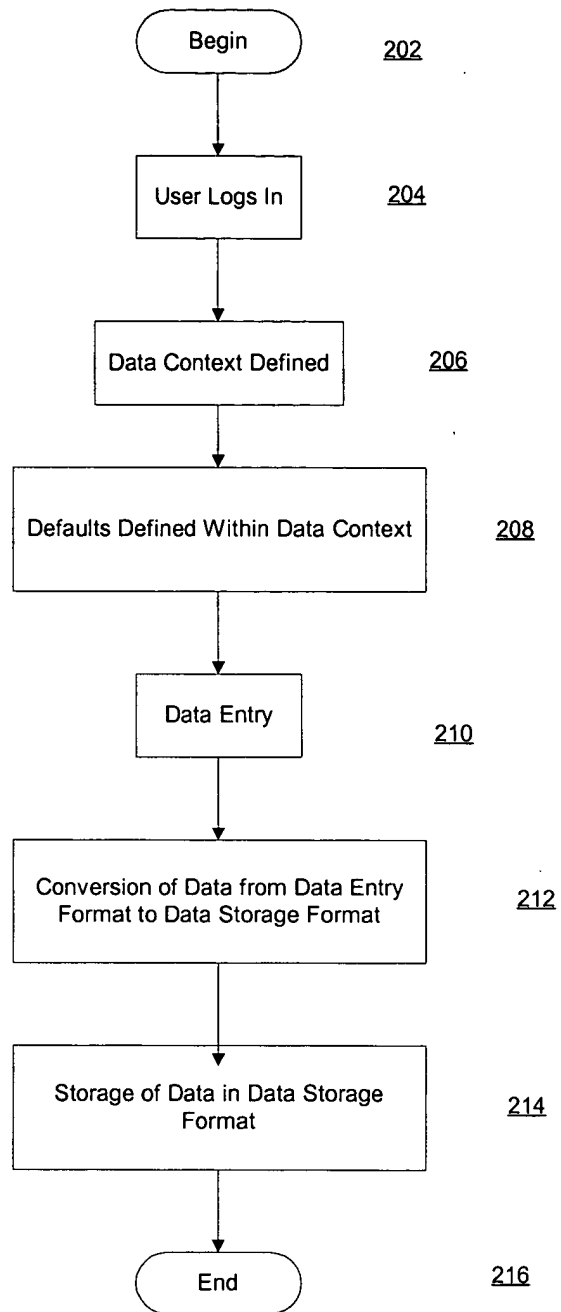 Begin
202
User Logs In
204
Data Context Defined
206
Defaults Defined Within Data Context
208
Data Entry
210
Conversion of Data from Data Entry
Format to Data Storage Format
212
Storage of Data in Data Storage
Format
214
End
216